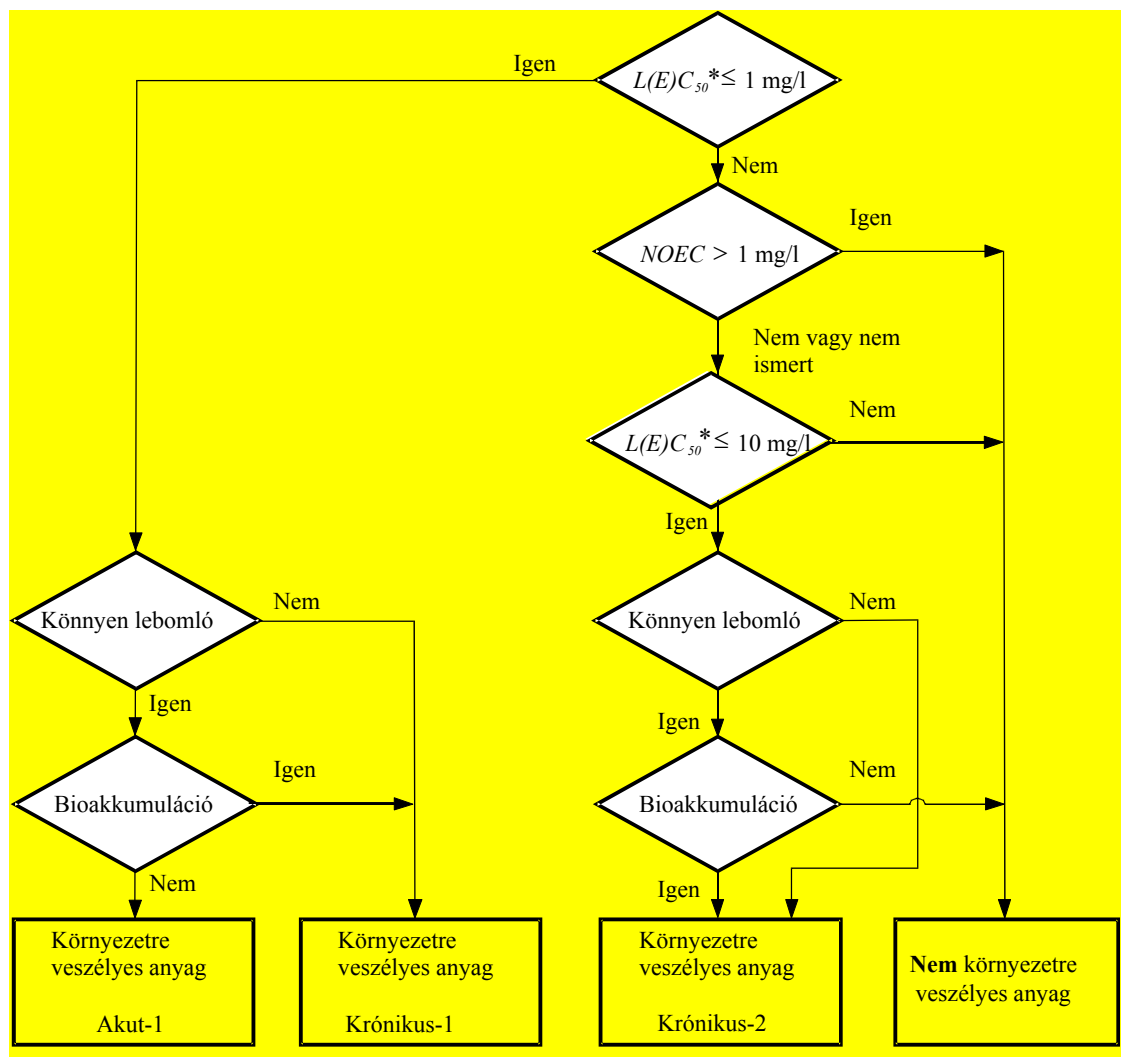 Igen
L(E)C50*≤ 1 mg/l
Nem
Igen
NOEC > 1 mg/l
Nem vagy nem
ismert
Nem
L(E)C50*≤ 10 mg/l
Igen
Könnyen lebomló
Nem
Könnyen lebomló
Nem
Igen
Igen
Bioakkumuláció
Igen
Bioakkumuláció
Nem
Nem
Igen
Környezetre
veszélyes anyag
Akut-1
Környezetre
veszélyes anyag
Krónikus-1
Környezetre
veszélyes anyag
Krónikus-2
Nem környezetre
veszélyes anyag